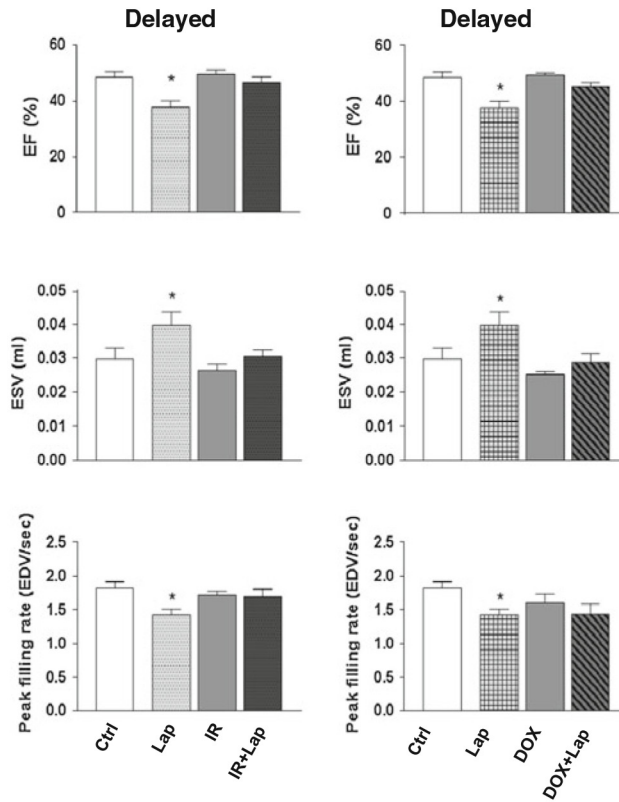 Delayed
Delayed
EF (%)
60
40
20
0
*
EF (%)
60
40
20
0
*
ESV (ml)
0.05
0.04
0.03
0.02
0.01
0.00
*
ESV (ml)
0.05
0.04
0.03
0.02
0.01
0.00
*
Peak filling rate (EDV/sec)
2.5
2.0
1.5
1.0
0.5
0.0
*
Ctrl
Lap
IR
IR+Lap
Peak filling rate (EDV/sec)
2.5
2.0
1.5
1.0
0.5
0.0
*
Ctrl
Lap
DOX
DOX+Lap